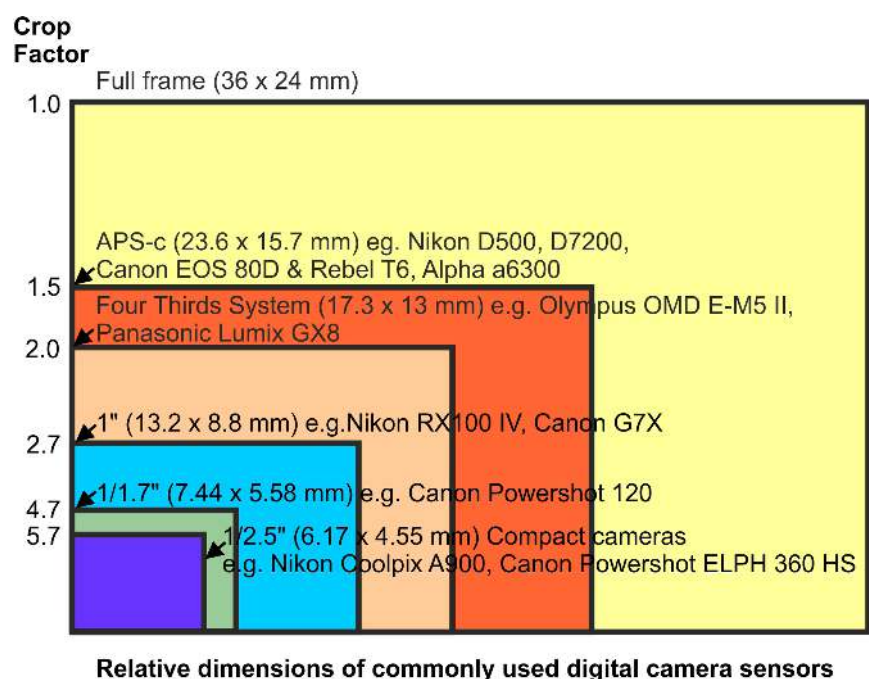 Crop
Factor
Full frame (36 x 24 mm)
1.0
APS-c (23.6 x 15.7 mm) eg. Nikon D500, D7200,
Canon EOS 80D & Rebel T6, Alpha a6300
1.5
Four Thirds System (17.3 x 13 mm) e.g. Olympus OMD E-M5 II,
Panasonic Lumix GX8
2.0
1" (13.2 x 8.8 mm) e.g.Nikon RX100 IV, Canon G7X
2.7
1/1.7" (7.44 x 5.58 mm) e.g. Canon Powershot 120
4.7
1/2.5" (6.17 x 4.55 mm) Compact cameras
5.7
e.g. Nikon Coolpix A900, Canon Powershot ELPH 360 HS
Relative dimensions of commonly used digital camera sensors